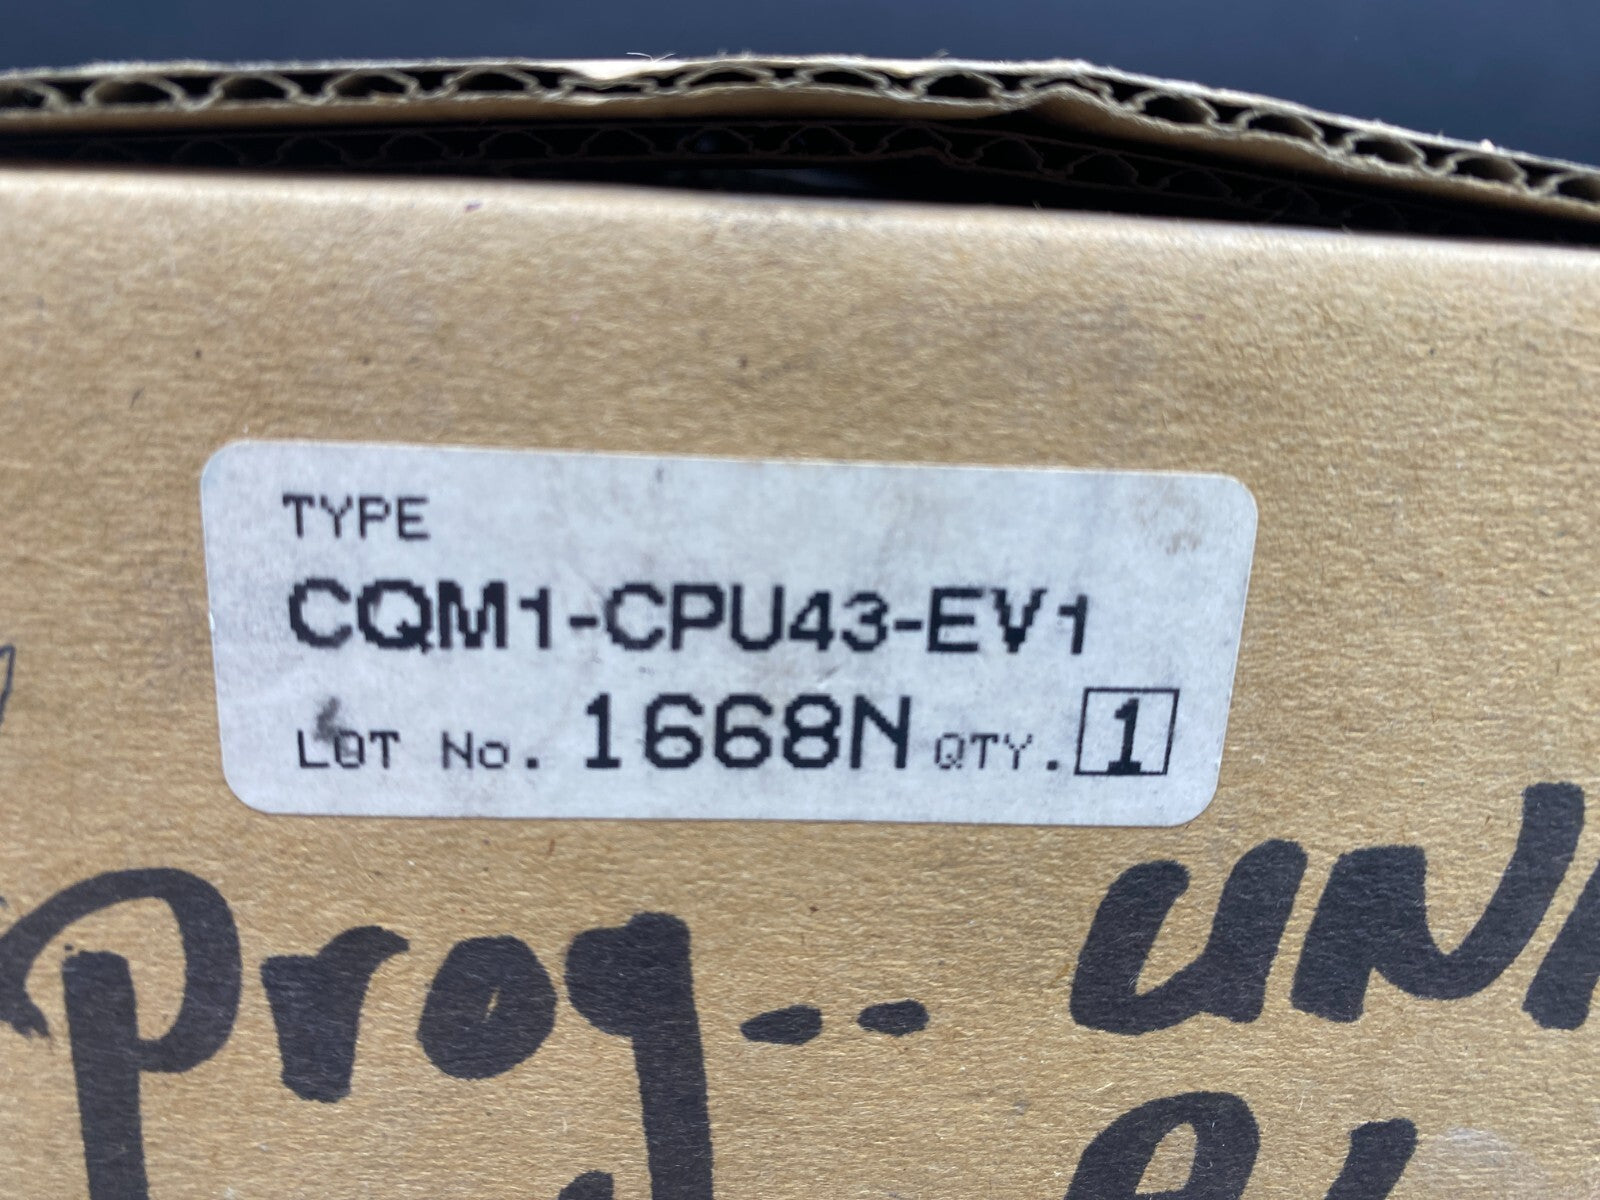 TYPE
CQM1-CPU43-EV1
LOT No. 1668N QTY. 1
Prog..